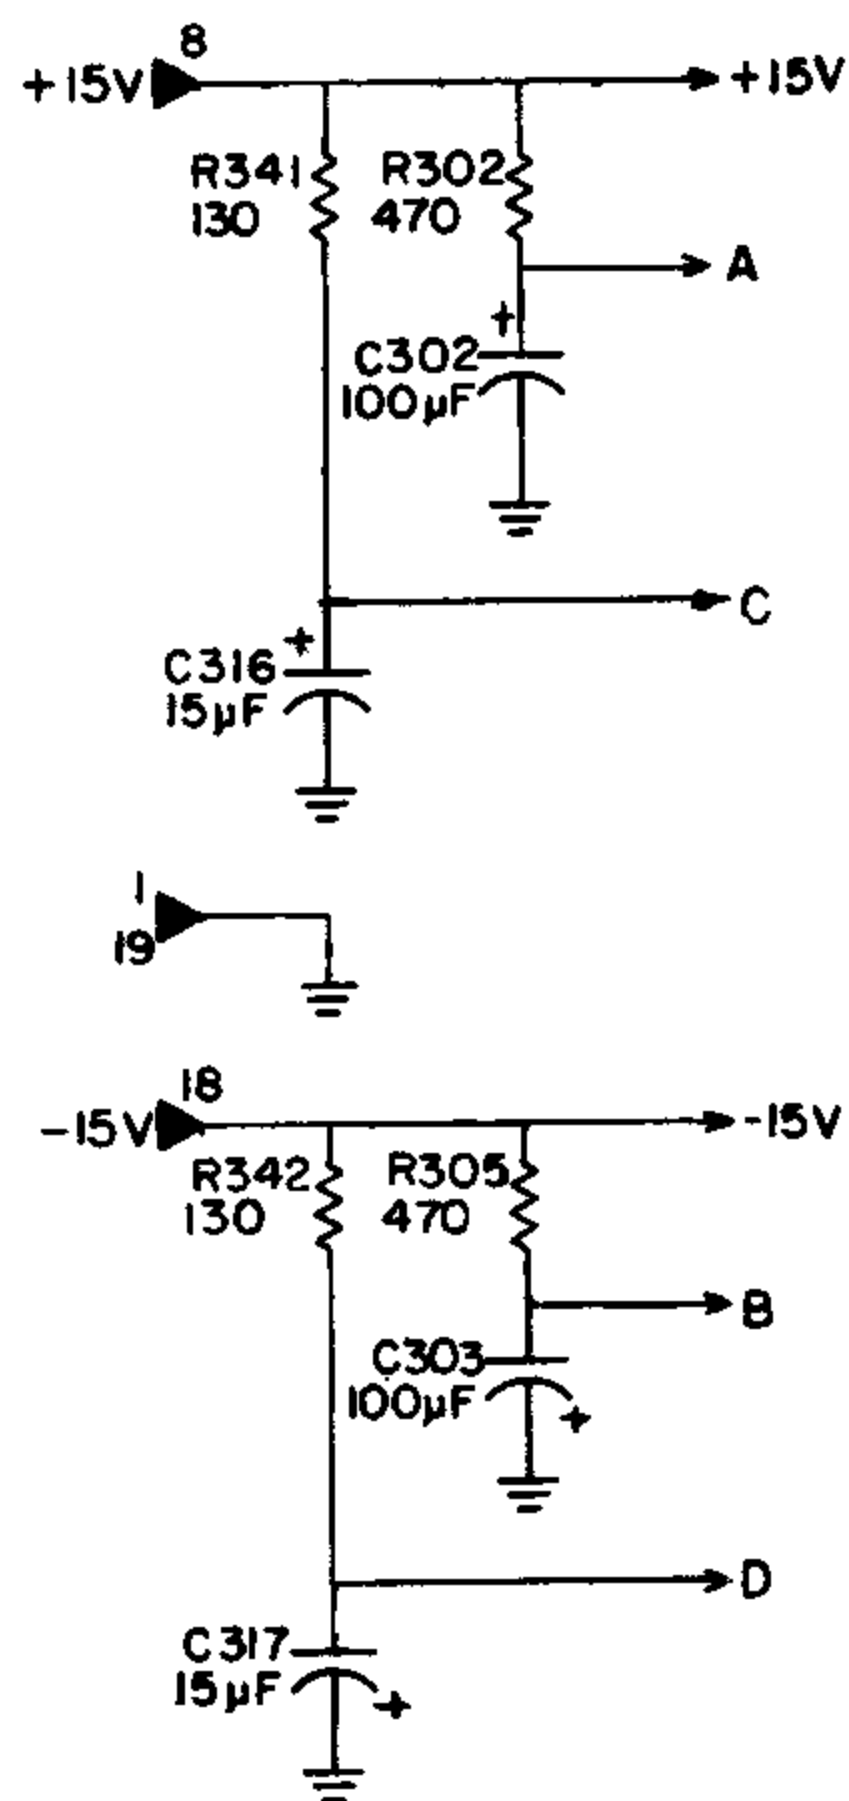 8
+15V
+15V
R341
130
R302
470
A
+
C302
100µF
C
+
C316
15µF
1
19
18
-15V
-15V
R342
130
R305
470
B
C303
100µF
+
D
C317
15µF
+